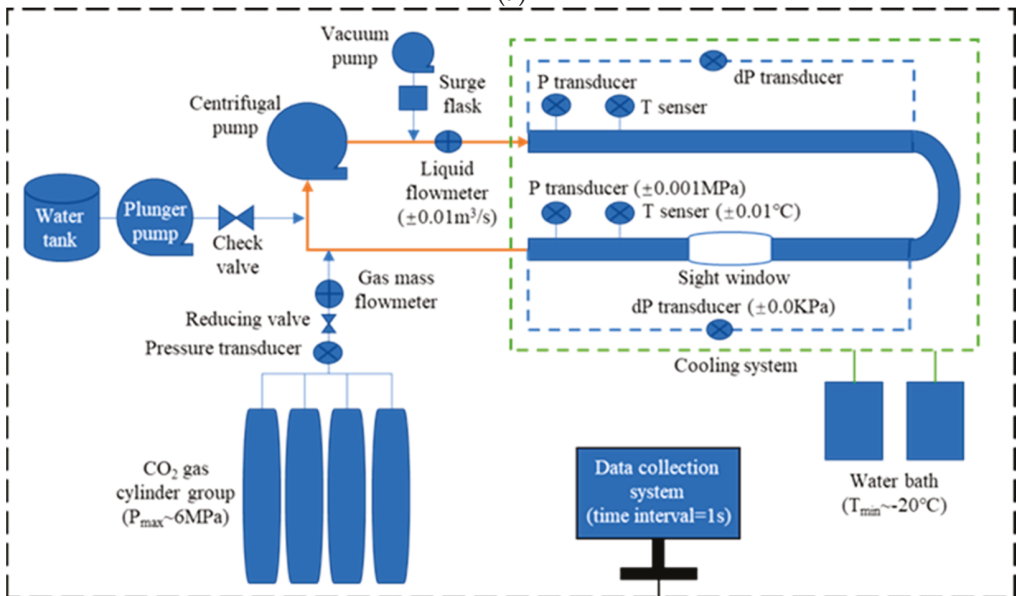 Vacuum
pump
Surge
flask
Centrifugal
pump
P transducer
dP transducer
T senser
Liquid
flowmeter
(±0.01m³/s)
P transducer (±0.001MPa)
T senser (±0.01℃)
Water
tank
Plunger
pump
Check
valve
Sight window
Gas mass
flowmeter
dP transducer (±0.0KPa)
Reducing valve
Pressure transducer
Cooling system
CO₂ gas
cylinder group
(Pmax~6MPa)
Data collection
system
(time interval=1s)
Water bath
(Tmin~-20℃)